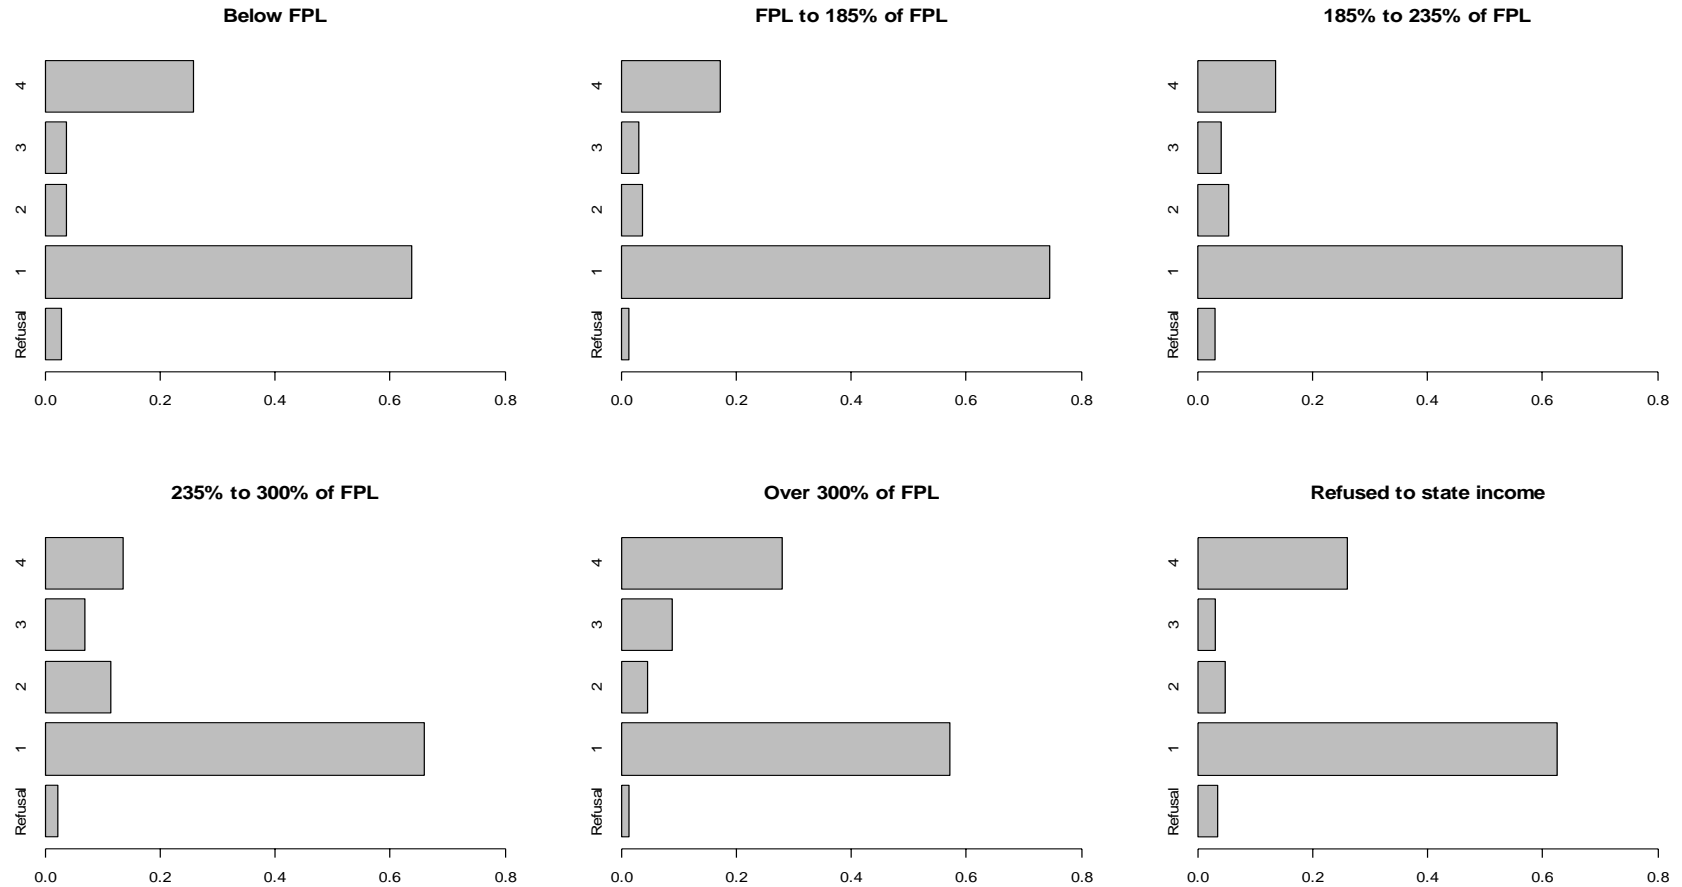 Below FPL
4
3
2
1
Refusal
0.0 0.2 0.4 0.6 0.8
FPL to 185% of FPL
4
3
2
1
Refusal
0.0 0.2 0.4 0.6 0.8
185% to 235% of FPL
4
3
2
1
Refusal
0.0 0.2 0.4 0.6 0.8
235% to 300% of FPL
4
3
2
1
Refusal
0.0 0.2 0.4 0.6 0.8
Over 300% of FPL
4
3
2
1
Refusal
0.0 0.2 0.4 0.6 0.8
Refused to state income
4
3
2
1
Refusal
0.0 0.2 0.4 0.6 0.8